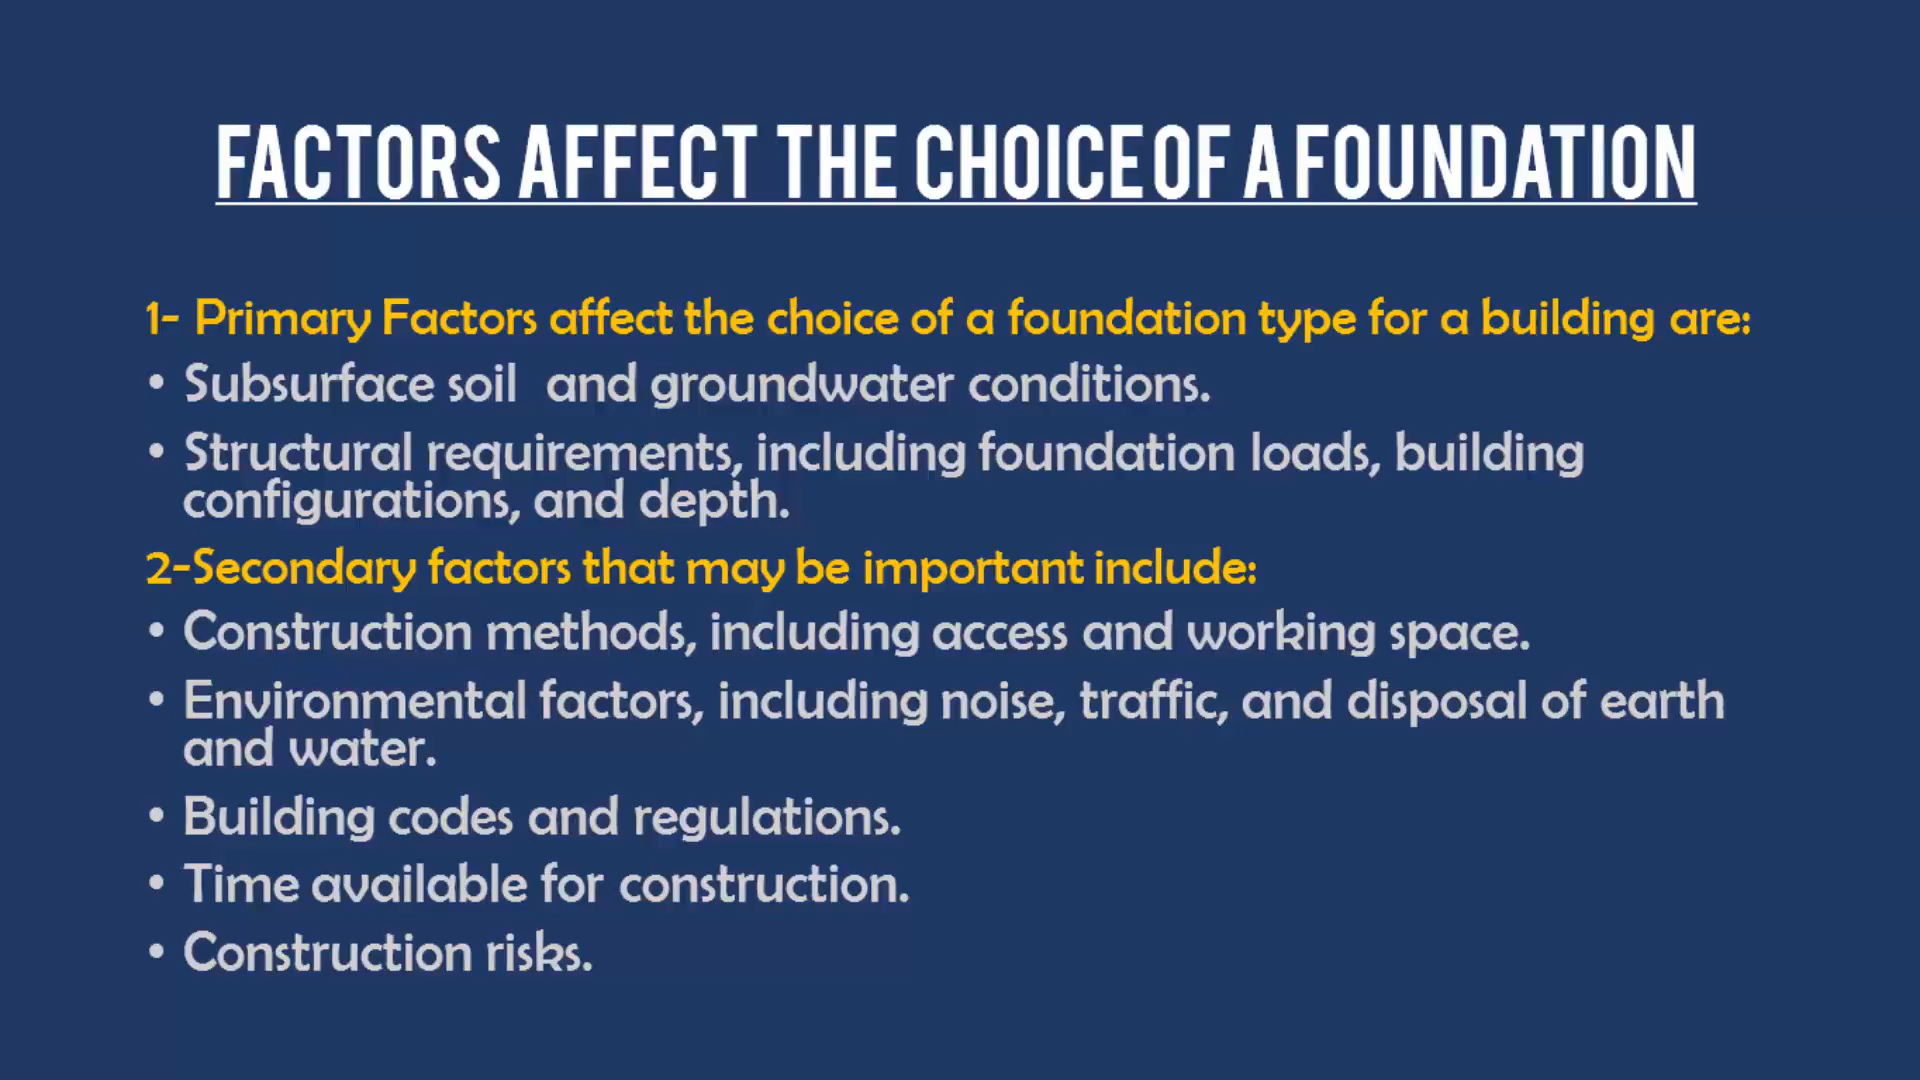 FACTORS AFFECT THE CHOICE OF A FOUNDATION
1- Primary Factors affect the choice of a foundation type for a building are:
• Subsurface soil  and groundwater conditions.
• Structural requirements, including foundation loads, building
configurations, and depth.
2-Secondary factors that may be important include:
• Construction methods, including access and working space.
• Environmental factors, including noise, traffic, and disposal of earth
and water.
• Building codes and regulations.
• Time available for construction.
• Construction risks.